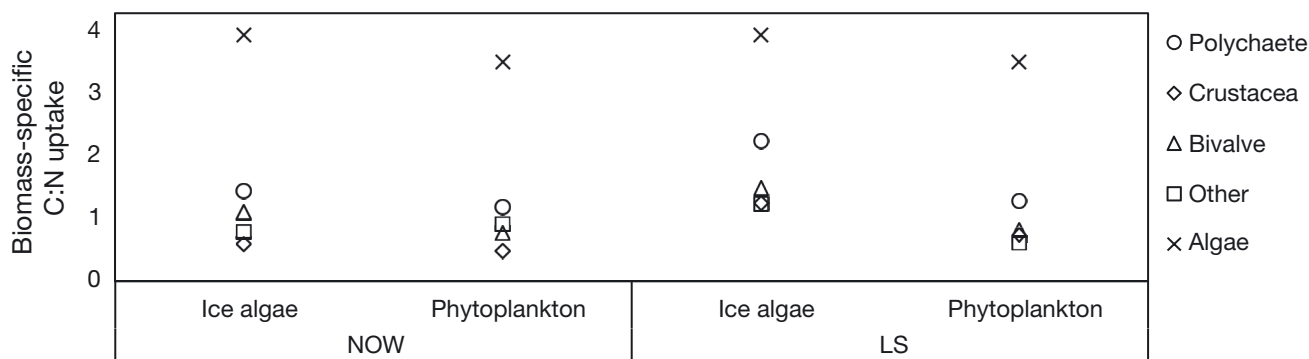 Biomass-specific
C:N uptake
4
3
2
1
0
Ice algae
Phytoplankton
Ice algae
Phytoplankton
NOW
LS
Polychaete
Crustacea
Bivalve
Other
Algae